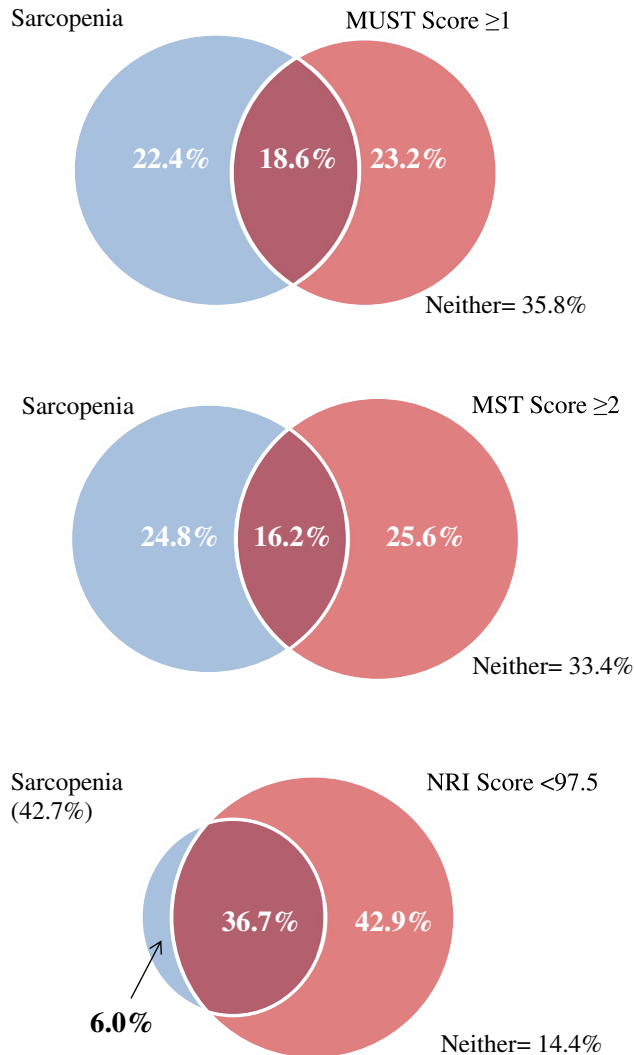 Sarcopenia
MUST Score ≥1
22.4%
18.6%
23.2%
Neither= 35.8%
Sarcopenia
MST Score ≥2
24.8%
16.2%
25.6%
Neither= 33.4%
Sarcopenia
(42.7%)
NRI Score <97.5
36.7%
42.9%
6.0%
Neither= 14.4%